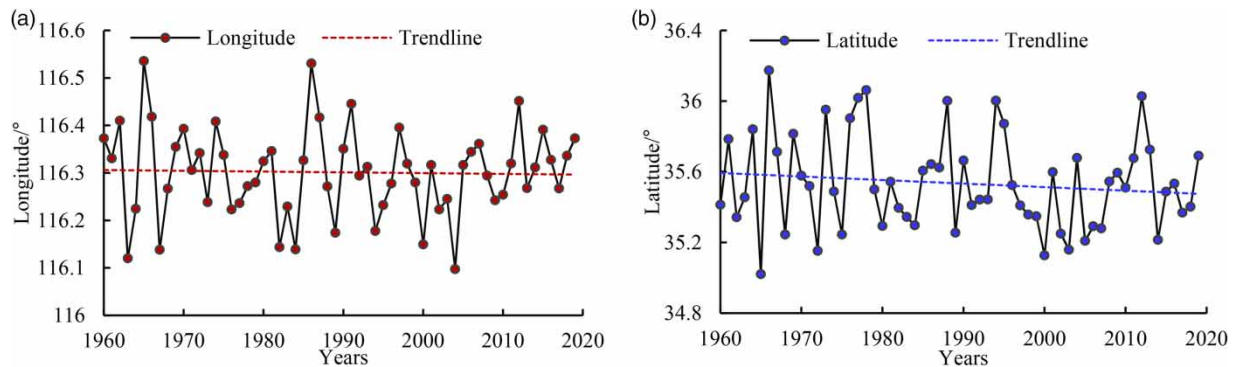 (a)
116.6
Longitude
Trendline
116.5
116.4
116.3
116.2
116.1
116
Longitude/°
1960 1970 1980 1990 2000 2010 2020
Years
(b)
36.4
Latitude
Trendline
36
35.6
35.2
34.8
Latitude/°
1960 1970 1980 1990 2000 2010 2020
Years